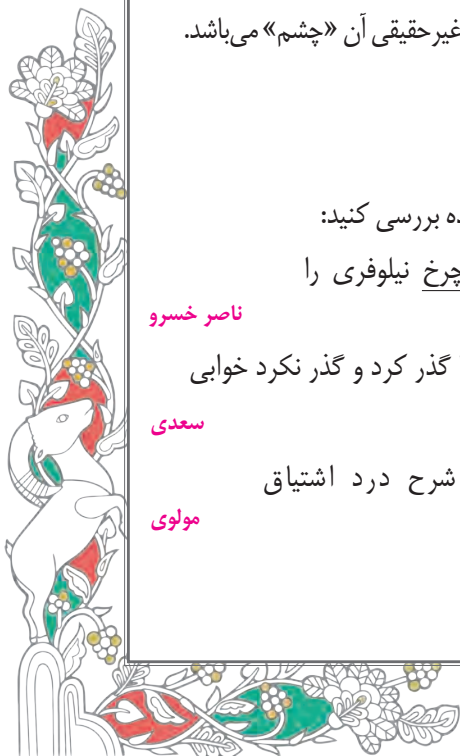 غیرحقیقی آن «چشم» می‌باشد.
ده بررسی کنید:
چرخ نیلوفری را
ناصر خسرو
گذر کرد و گذر نکرد خوابی
سعدی
شرح درد اشتیاق
مولوی